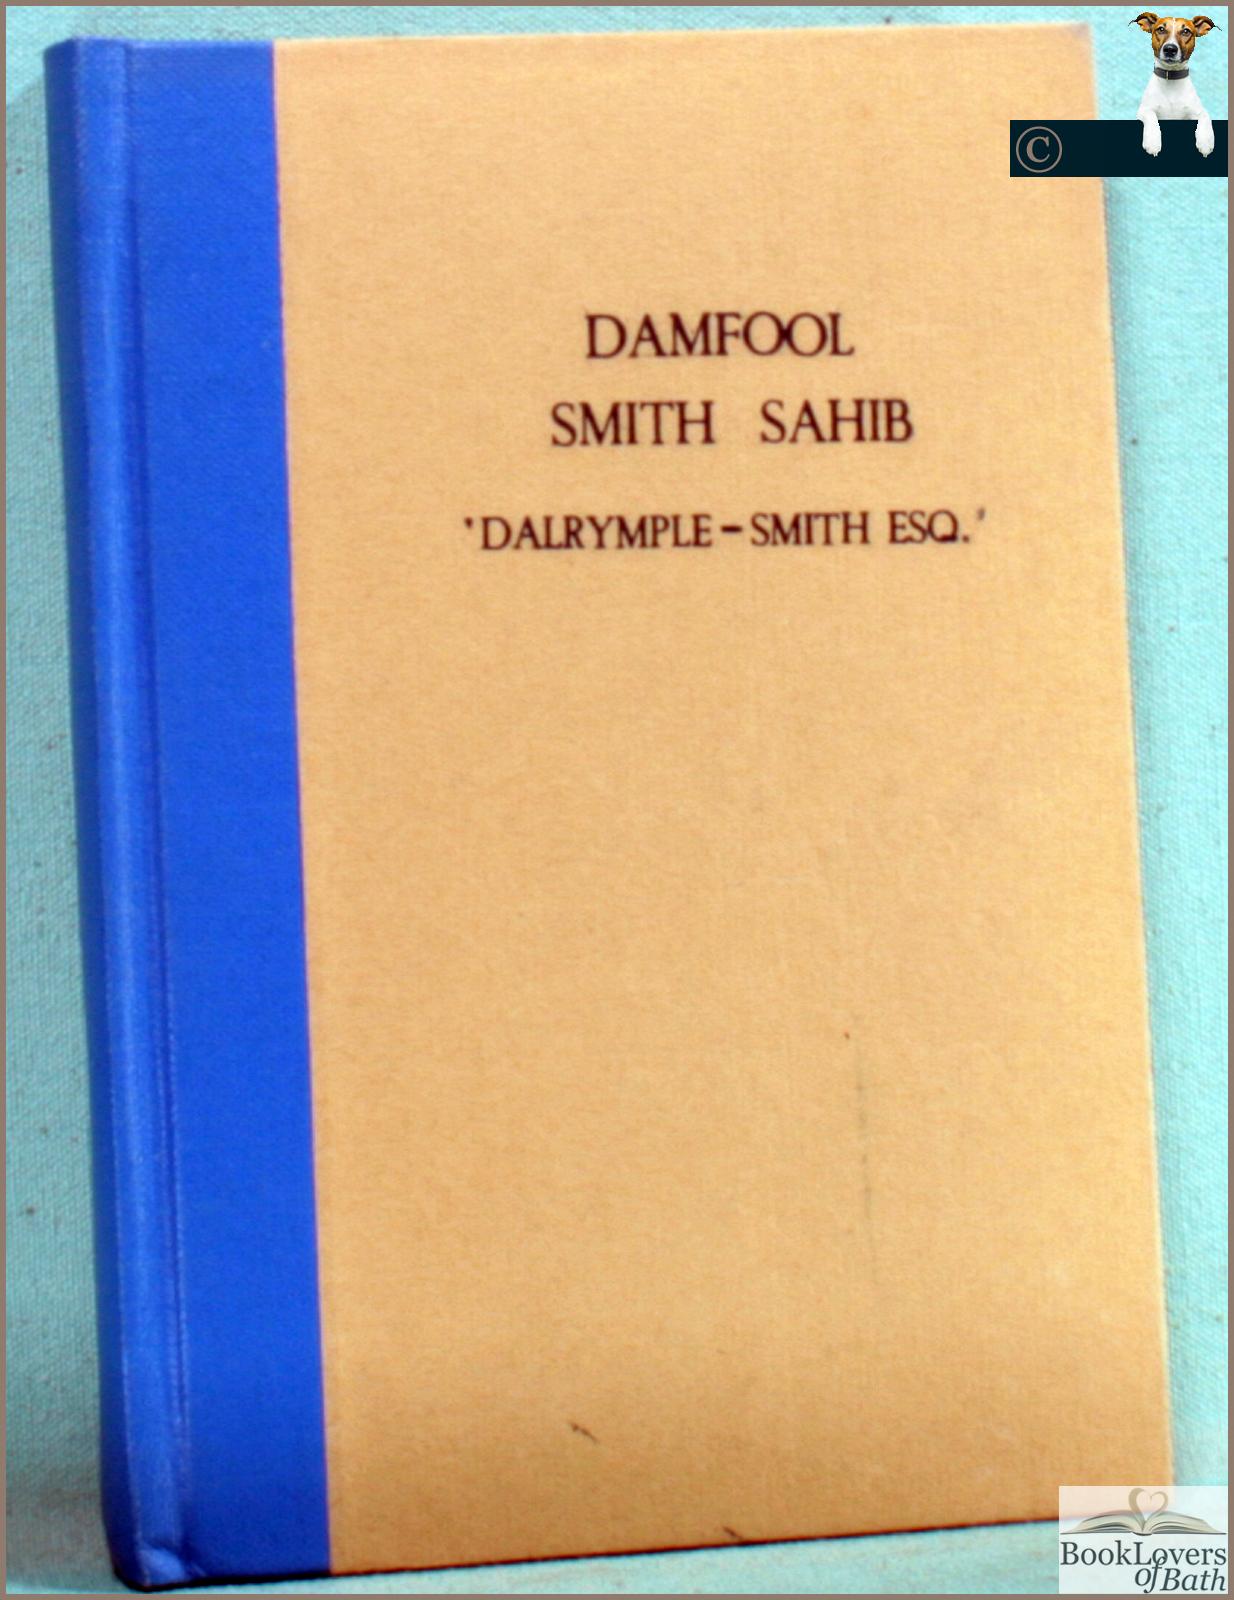 ©
DAMFOOL
SMITH SAHIB
'DALRYMPLE-SMITH ESQ.'
BookLovers
of Bath